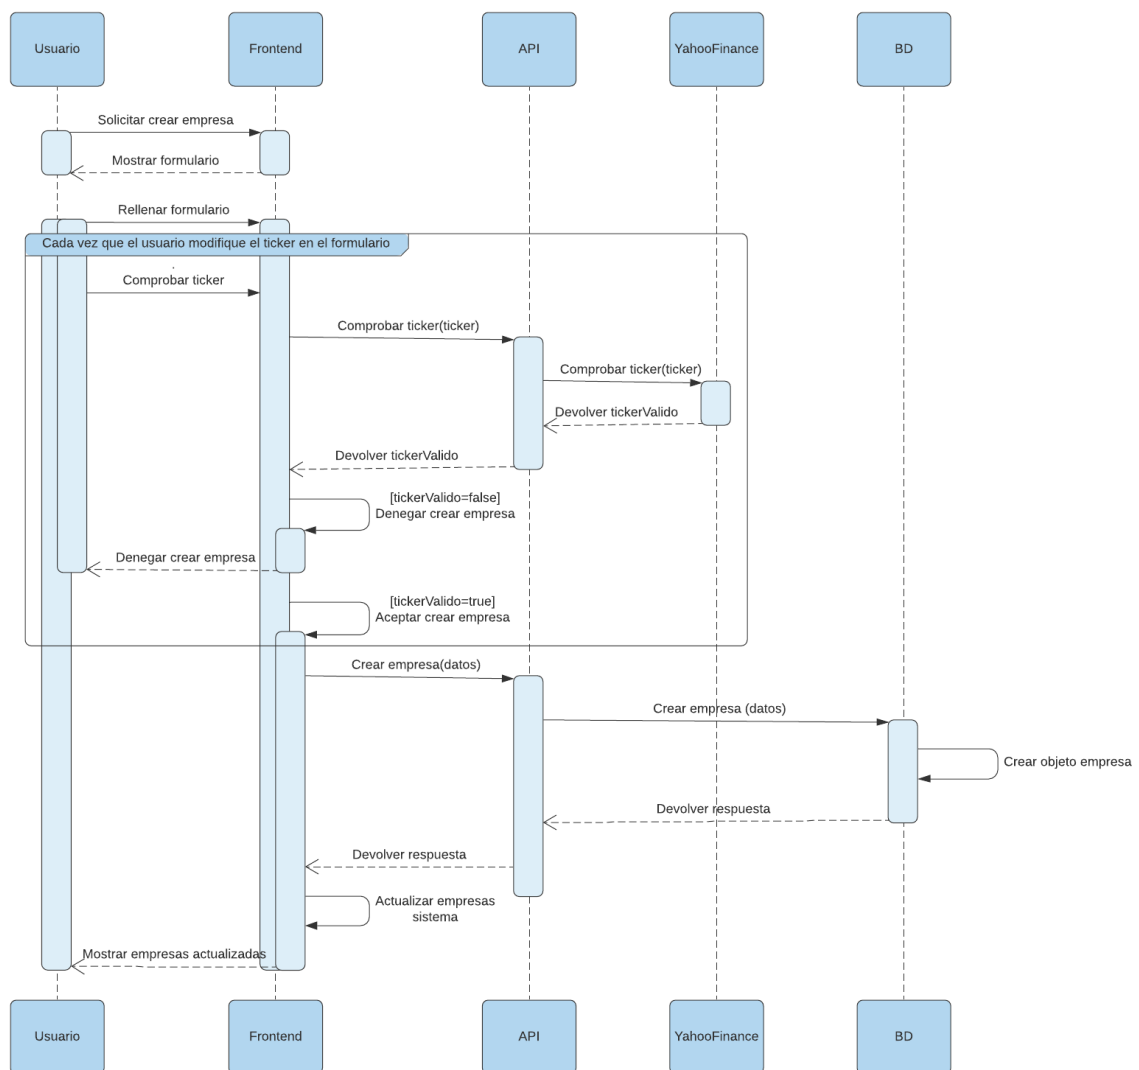 Usuario
Frontend
API
YahooFinance
BD
Solicitar crear empresa
Mostrar formulario
Rellenar formulario
Cada vez que el usuario modifique el ticker en el formulario
.
Comprobar ticker
Comprobar ticker(ticker)
Comprobar ticker(ticker)
Devolver tickerValido
Devolver tickerValido
[tickerValido=false]
Denegar crear empresa
Denegar crear empresa
[tickerValido=true]
Aceptar crear empresa
Crear empresa(datos)
Crear empresa (datos)
Crear objeto empresa
Devolver respuesta
Devolver respuesta
Actualizar empresas
sistema
Mostrar empresas actualizadas
Usuario
Frontend
API
YahooFinance
BD